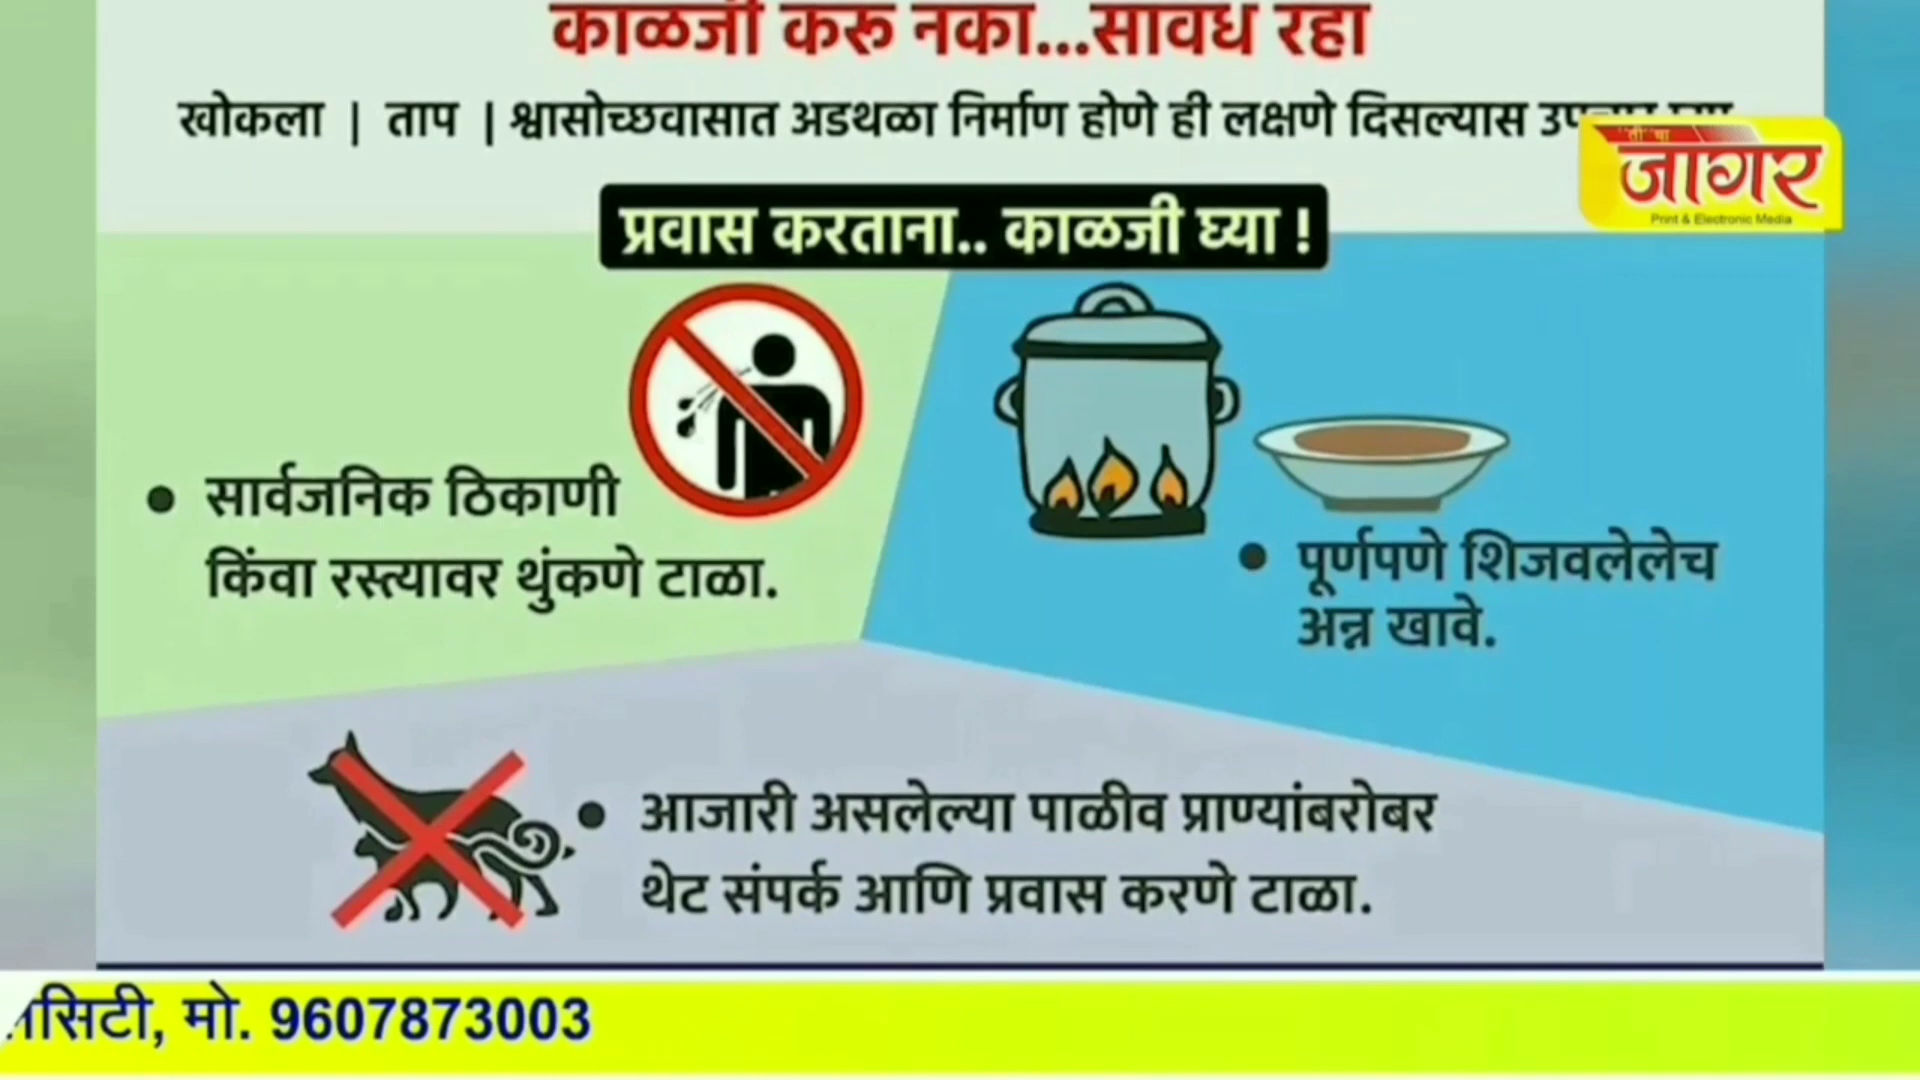 काळजी करू नका...सावध रहा
खोकला | ताप | श्वासोच्छवासात अडथळा निर्माण होणे ही लक्षणे दिसल्यास
जागर
Print & Electronic Media
प्रवास करताना.. काळजी घ्या !
• सार्वजनिक ठिकाणी
किंवा रस्त्यावर थुंकणे टाळा.
• पूर्णपणे शिजवलेलेच
अन्न खावे.
• आजारी असलेल्या पाळीव प्राण्यांबरोबर
थेट संपर्क आणि प्रवास करणे टाळा.
मो. 9607873003